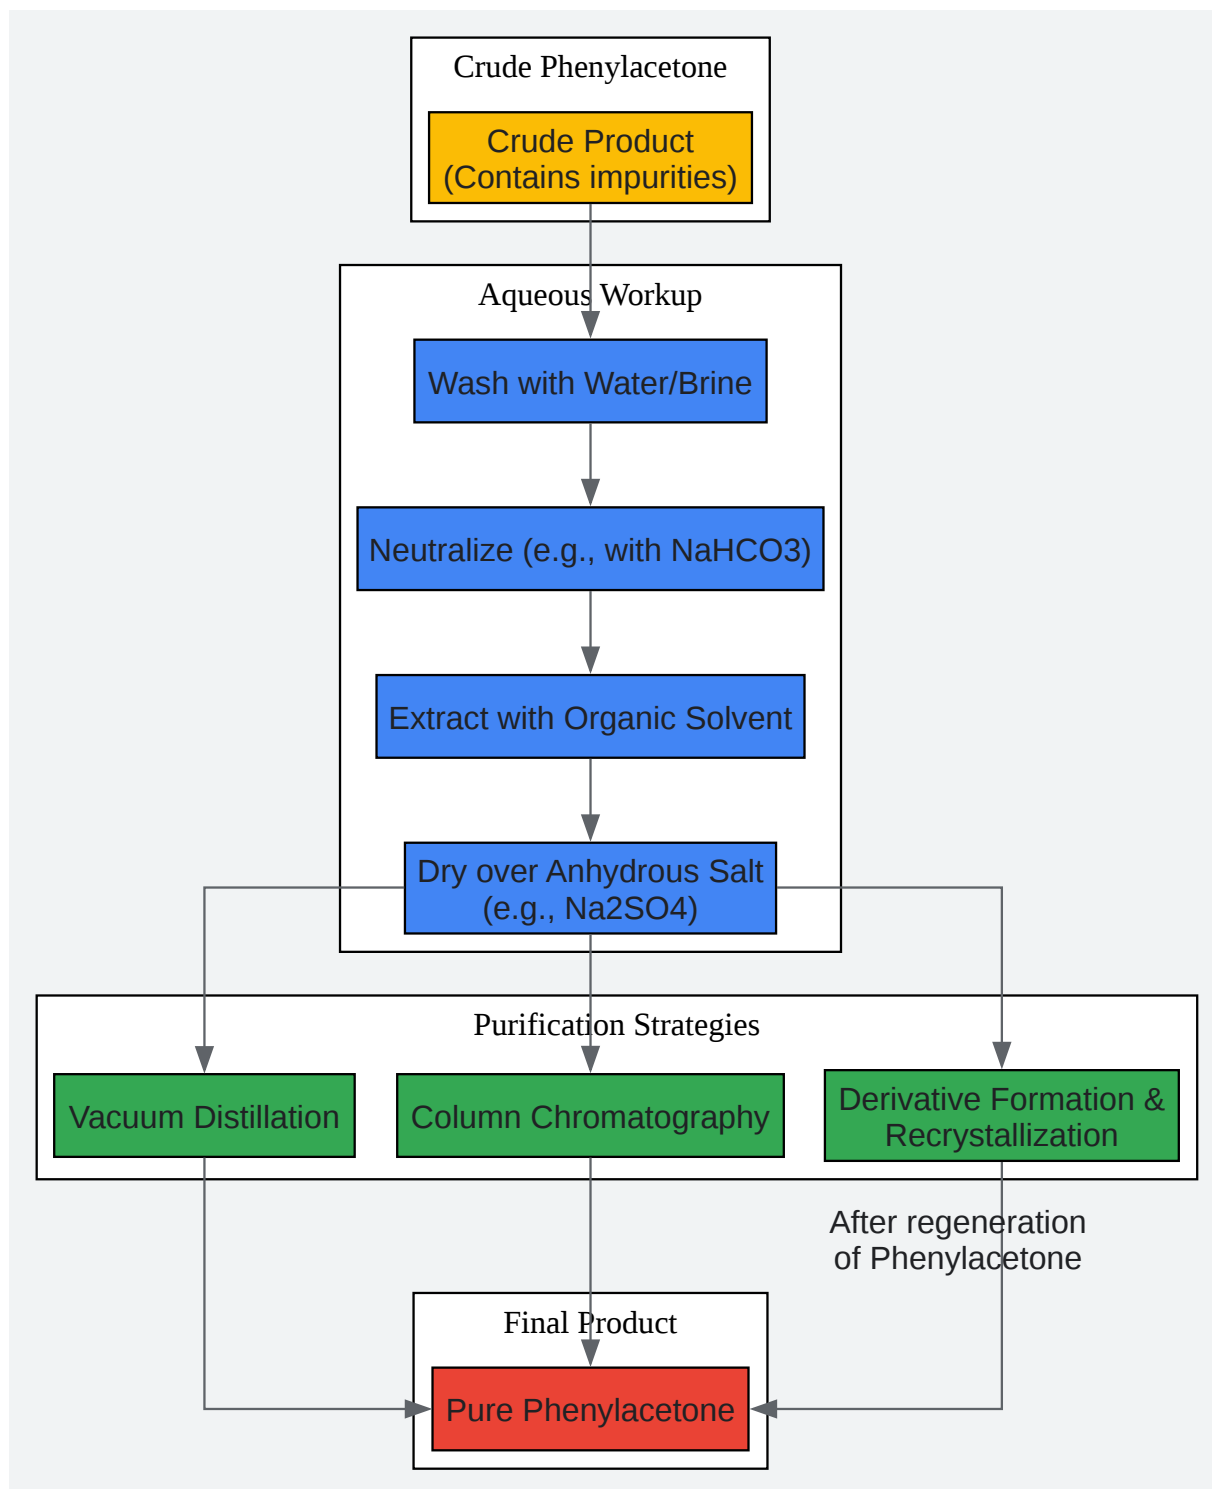 Crude Phenylacetone
Crude Product
(Contains impurities)
Aqueous Workup
Wash with Water/Brine
Neutralize (e.g., with NaHCO3)
Extract with Organic Solvent
Dry over Anhydrous Salt
(e.g., Na2SO4)
Purification Strategies
Vacuum Distillation
Column Chromatography
Derivative Formation &
Recrystallization
After regeneration
of Phenylacetone
Final Product
Pure Phenylacetone